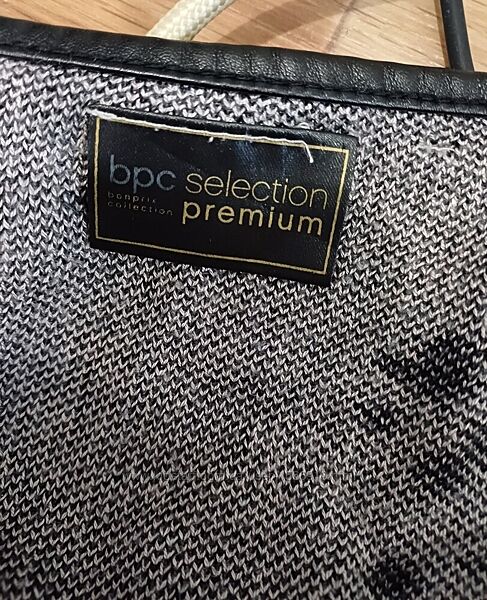 bpc selection
bonprix
collection
premium